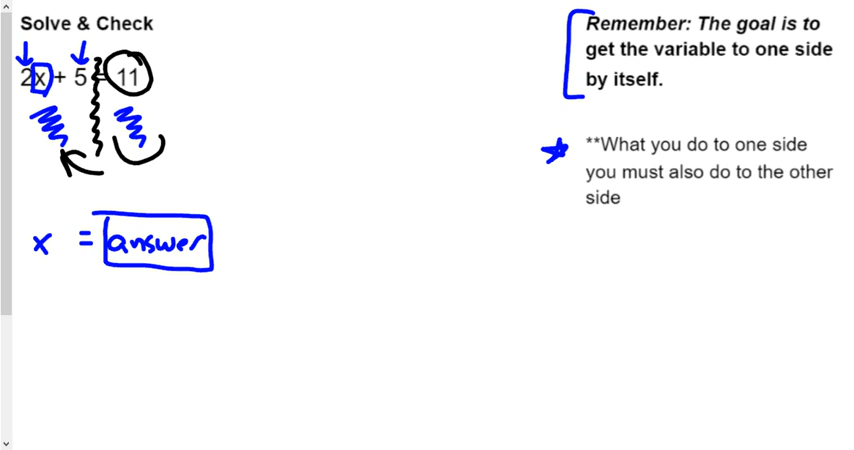 Solve & Check
2x + 5 = 11
x = answer
Remember: The goal is to
get the variable to one side
by itself.
**What you do to one side
you must also do to the other
side